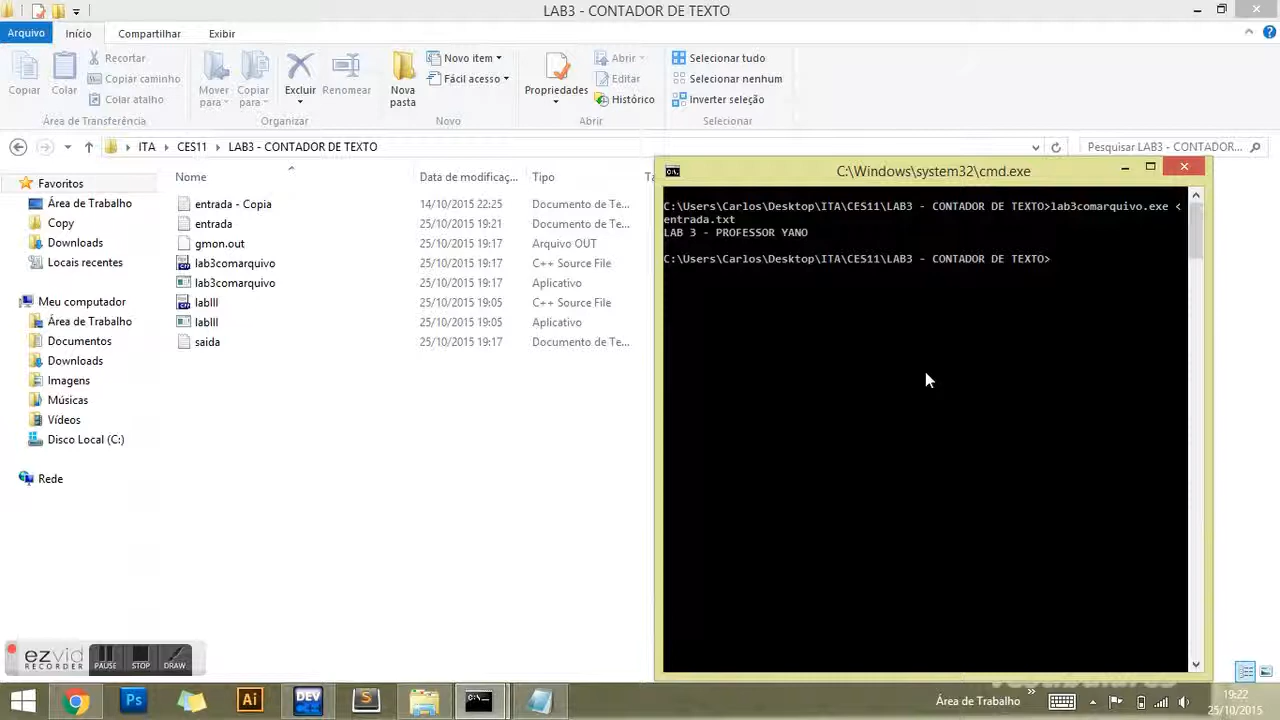 LAB3 - CONTADOR DE TEXTO
Arquivo
Início
Compartilhar
Exibir
Copiar
Colar
Recortar
Copiar caminho
Colar atalho
Área de Transferência
Mover para
Copiar para
Excluir
Renomear
Organizar
Nova pasta
Novo item
Fácil acesso
Novo
Propriedades
Abrir
Editar
Histórico
Abrir
Selecionar tudo
Selecionar nenhum
Inverter seleção
Selecionar
ITA
CES11
LAB3 - CONTADOR DE TEXTO
Pesquisar LAB3 - CONTADOR...
Favoritos
Área de Trabalho
Copy
Downloads
Locais recentes
Meu computador
Área de Trabalho
Documentos
Downloads
Imagens
Músicas
Vídeos
Disco Local (C:)
Rede
Nome Data de modificaç... Tipo Ta
entrada - Copia 14/10/2015 22:25 Documento de Te...
entrada 25/10/2015 19:21 Documento de Te...
gmon.out 25/10/2015 19:17 Arquivo OUT
lab3comarquivo 25/10/2015 19:17 C++ Source File
lab3comarquivo 25/10/2015 19:17 Aplicativo
labIII 25/10/2015 19:05 C++ Source File
labIII 25/10/2015 19:05 Aplicativo
saida 25/10/2015 19:17 Documento de Te...
C:\Windows\system32\cmd.exe
C:\Users\Carlos\Desktop\ITA\CES11\LAB3 - CONTADOR DE TEXTO>lab3comarquivo.exe <
entrada.txt
LAB 3 - PROFESSOR YANO
C:\Users\Carlos\Desktop\ITA\CES11\LAB3 - CONTADOR DE TEXTO>
ezvid
RECORDER
PAUSE
STOP
DRAW
Ps
Ai
DEV
S
Área de Trabalho
19:22
25/10/2015